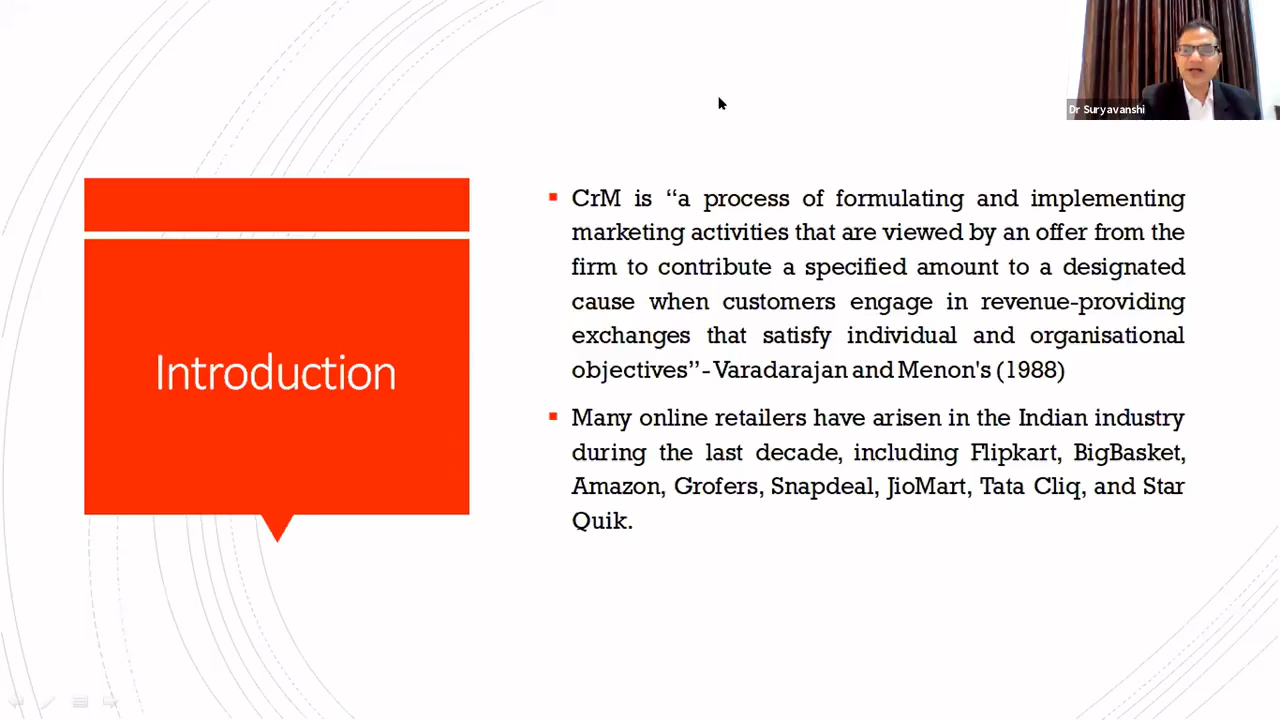 Dr Suryavanshi
Introduction
CrM is “a process of formulating and implementing
marketing activities that are viewed by an offer from the
firm to contribute a specified amount to a designated
cause when customers engage in revenue-providing
exchanges that satisfy individual and organisational
objectives”- Varadarajan and Menon's (1988)
Many online retailers have arisen in the Indian industry
during the last decade, including Flipkart, BigBasket,
Amazon, Grofers, Snapdeal, JioMart, Tata Cliq, and Star
Quik.